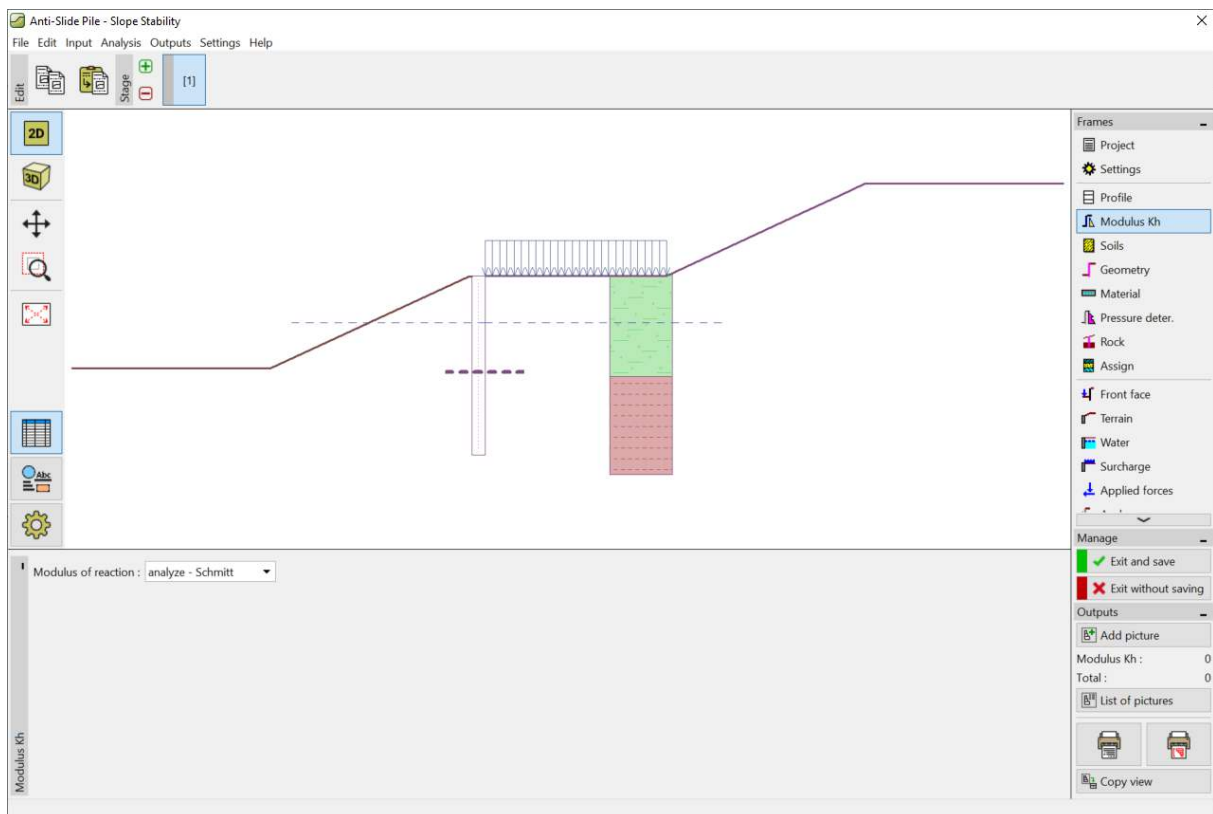 Anti-Slide Pile - Slope Stability
File Edit Input Analysis Outputs Settings Help
Edit
Stage
[1]
2D
3D
Abc
Frames
Project
Settings
Profile
Modulus Kh
Soils
Geometry
Material
Pressure deter.
Rock
Assign
Front face
Terrain
Water
Surcharge
Applied forces
Manage
Exit and save
Exit without saving
Outputs
Add picture
Modulus Kh : 0
Total : 0
List of pictures
Copy view
Modulus Kh
Modulus of reaction : analyze - Schmitt